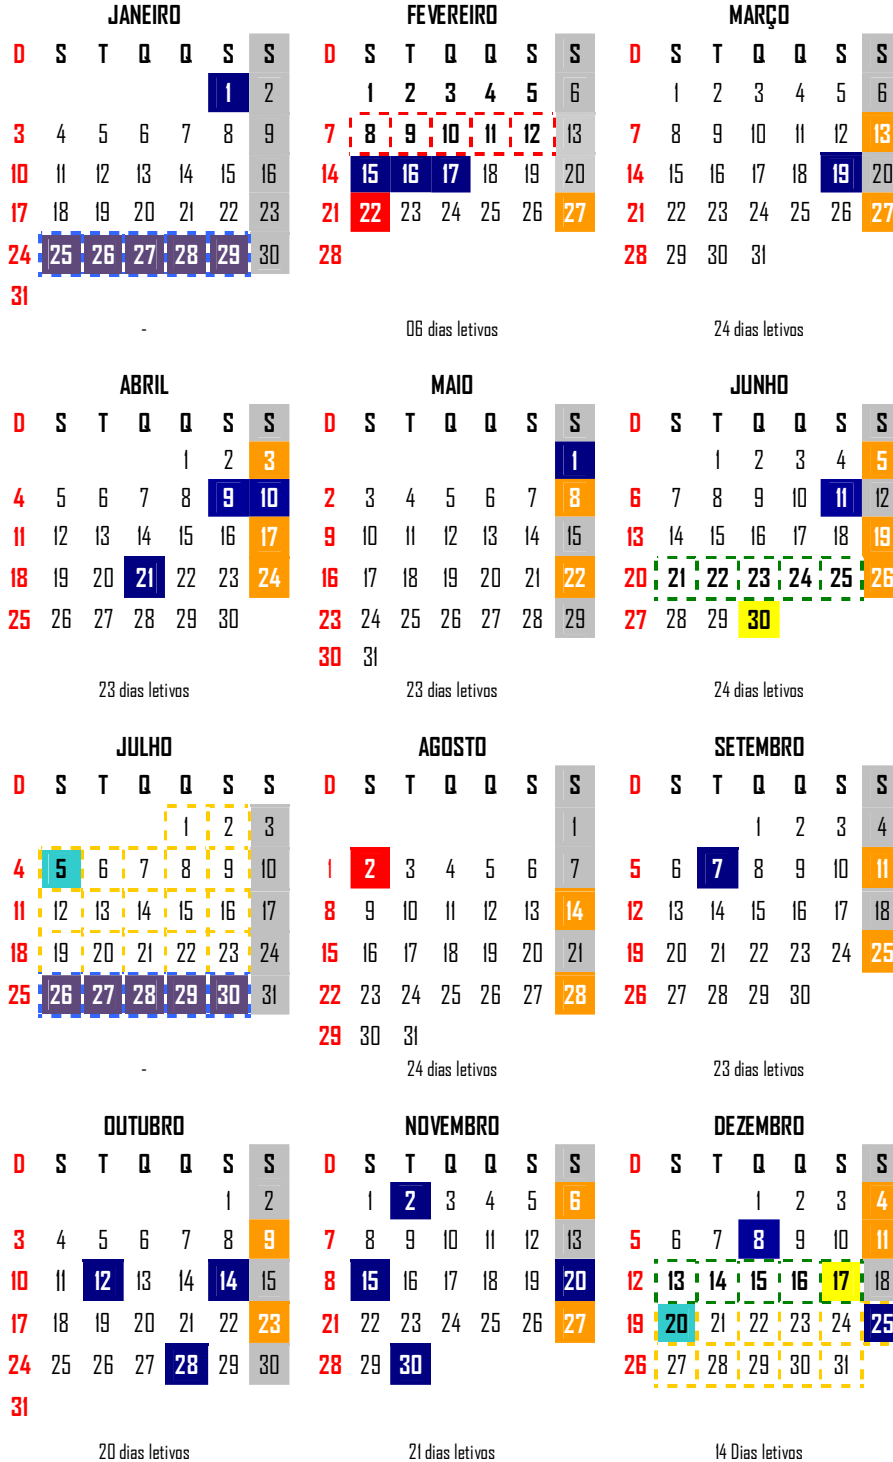 JANEIRO FEVEREIRO MARÇO
D S T Q Q S S D S T Q Q S S D S T Q Q S S
1 2 1 2 3 4 5 6 1 2 3 4 5 6
3 4 5 6 7 8 9 7 8 9 10 11 12 13 7 8 9 10 11 12 13
10 11 12 13 14 15 16 14 15 16 17 18 19 20 14 15 16 17 18 19 20
17 18 19 20 21 22 23 21 22 23 24 25 26 27 21 22 23 24 25 26 27
24 25 26 27 28 29 30 28 28 29 30 31
31
- 06 dias letivos 24 dias letivos
ABRIL MAIO JUNHO
D S T Q Q S S D S T Q Q S S D S T Q Q S S
1 2 3 1 1 2 3 4 5
4 5 6 7 8 9 10 2 3 4 5 6 7 8 6 7 8 9 10 11 12
11 12 13 14 15 16 17 9 10 11 12 13 14 15 13 14 15 16 17 18 19
18 19 20 21 22 23 24 16 17 18 19 20 21 22 20 21 22 23 24 25 26
25 26 27 28 29 30 23 24 25 26 27 28 29 27 28 29 30
30 31
23 dias letivos 23 dias letivos 24 dias letivos
JULHO AGOSTO SETEMBRO
D S T Q Q S S D S T Q Q S S D S T Q Q S S
1 2 3 1 1 2 3 4
4 5 6 7 8 9 10 1 2 3 4 5 6 7 5 6 7 8 9 10 11
11 12 13 14 15 16 17 8 9 10 11 12 13 14 12 13 14 15 16 17 18
18 19 20 21 22 23 24 15 16 17 18 19 20 21 19 20 21 22 23 24 25
25 26 27 28 29 30 31 22 23 24 25 26 27 28 26 27 28 29 30
29 30 31
- 24 dias letivos 23 dias letivos
OUTUBRO NOVEMBRO DEZEMBRO
D S T Q Q S S D S T Q Q S S D S T Q Q S S
1 2 1 2 3 4 5 6 1 2 3 4
3 4 5 6 7 8 9 7 8 9 10 11 12 13 5 6 7 8 9 10 11
10 11 12 13 14 14 15 8 15 16 17 18 19 20 12 13 14 15 16 17 18
17 18 19 20 21 22 23 21 22 23 24 25 26 27 19 20 21 22 23 24 25
24 25 26 27 28 29 30 28 29 30 26 27 28 29 30 31
31
20 dias letivos 21 dias letivos 14 Dias letivos